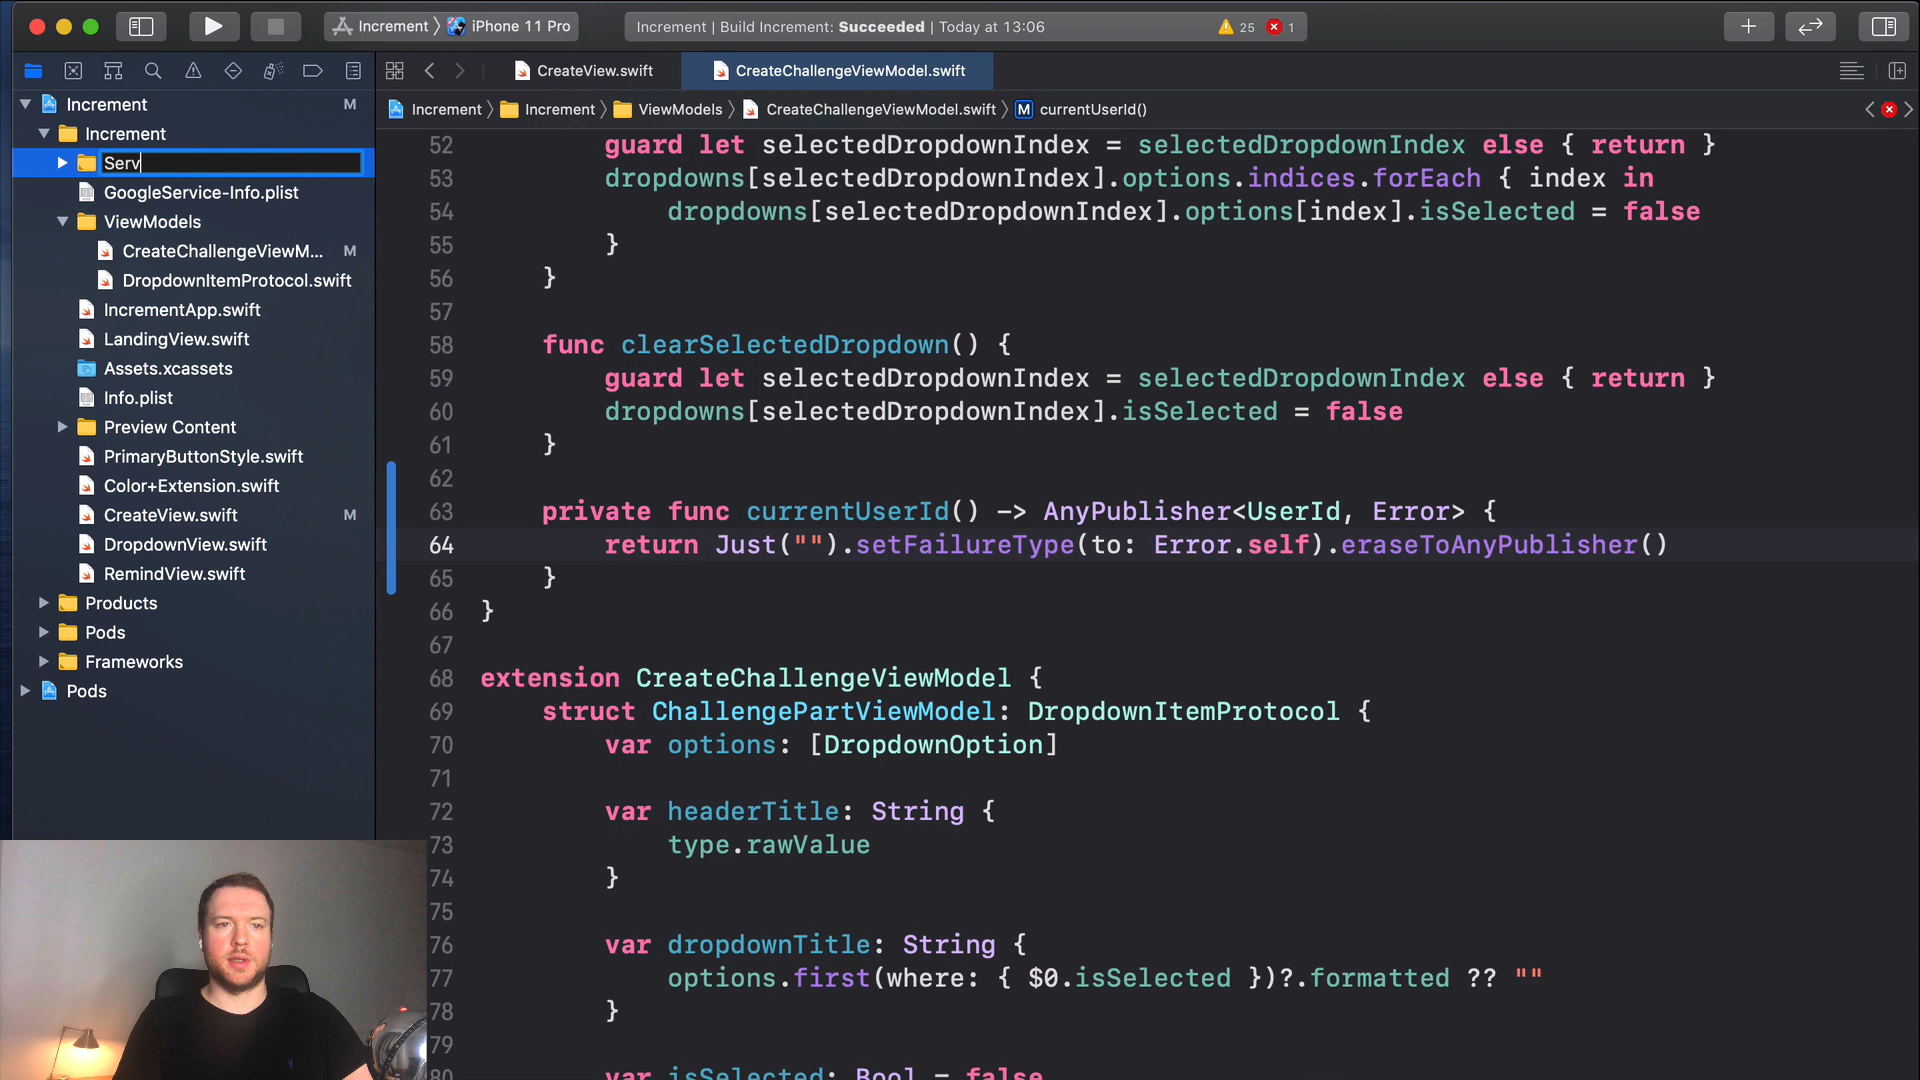 Increment
iPhone 11 Pro
Increment | Build Increment: Succeeded | Today at 13:06
25
1
CreateView.swift
CreateChallengeViewModel.swift
Increment
Increment
ViewModels
CreateChallengeViewModel.swift
M
currentUserId()
Increment
M
Increment
Serv
GoogleService-Info.plist
ViewModels
CreateChallengeViewM...
M
DropdownItemProtocol.swift
IncrementApp.swift
LandingView.swift
Assets.xcassets
Info.plist
Preview Content
PrimaryButtonStyle.swift
Color+Extension.swift
CreateView.swift
M
DropdownView.swift
RemindView.swift
Products
Pods
Frameworks
Pods
52 guard let selectedDropdownIndex = selectedDropdownIndex else { return }
53 dropdowns[selectedDropdownIndex].options.indices.forEach { index in
54 dropdowns[selectedDropdownIndex].options[index].isSelected = false
55 }
56 }
57
58 func clearSelectedDropdown() {
59 guard let selectedDropdownIndex = selectedDropdownIndex else { return }
60 dropdowns[selectedDropdownIndex].isSelected = false
61 }
62
63 private func currentUserId() -> AnyPublisher<UserId, Error> {
64 return Just("").setFailureType(to: Error.self).eraseToAnyPublisher()
65 }
66 }
67
68 extension CreateChallengeViewModel {
69 struct ChallengePartViewModel: DropdownItemProtocol {
70 var options: [DropdownOption]
71
72 var headerTitle: String {
73 type.rawValue
74 }
75
76 var dropdownTitle: String {
77 options.first(where: { $0.isSelected })?.formatted ?? ""
78 }
79
80 var isSelected: Bool = false